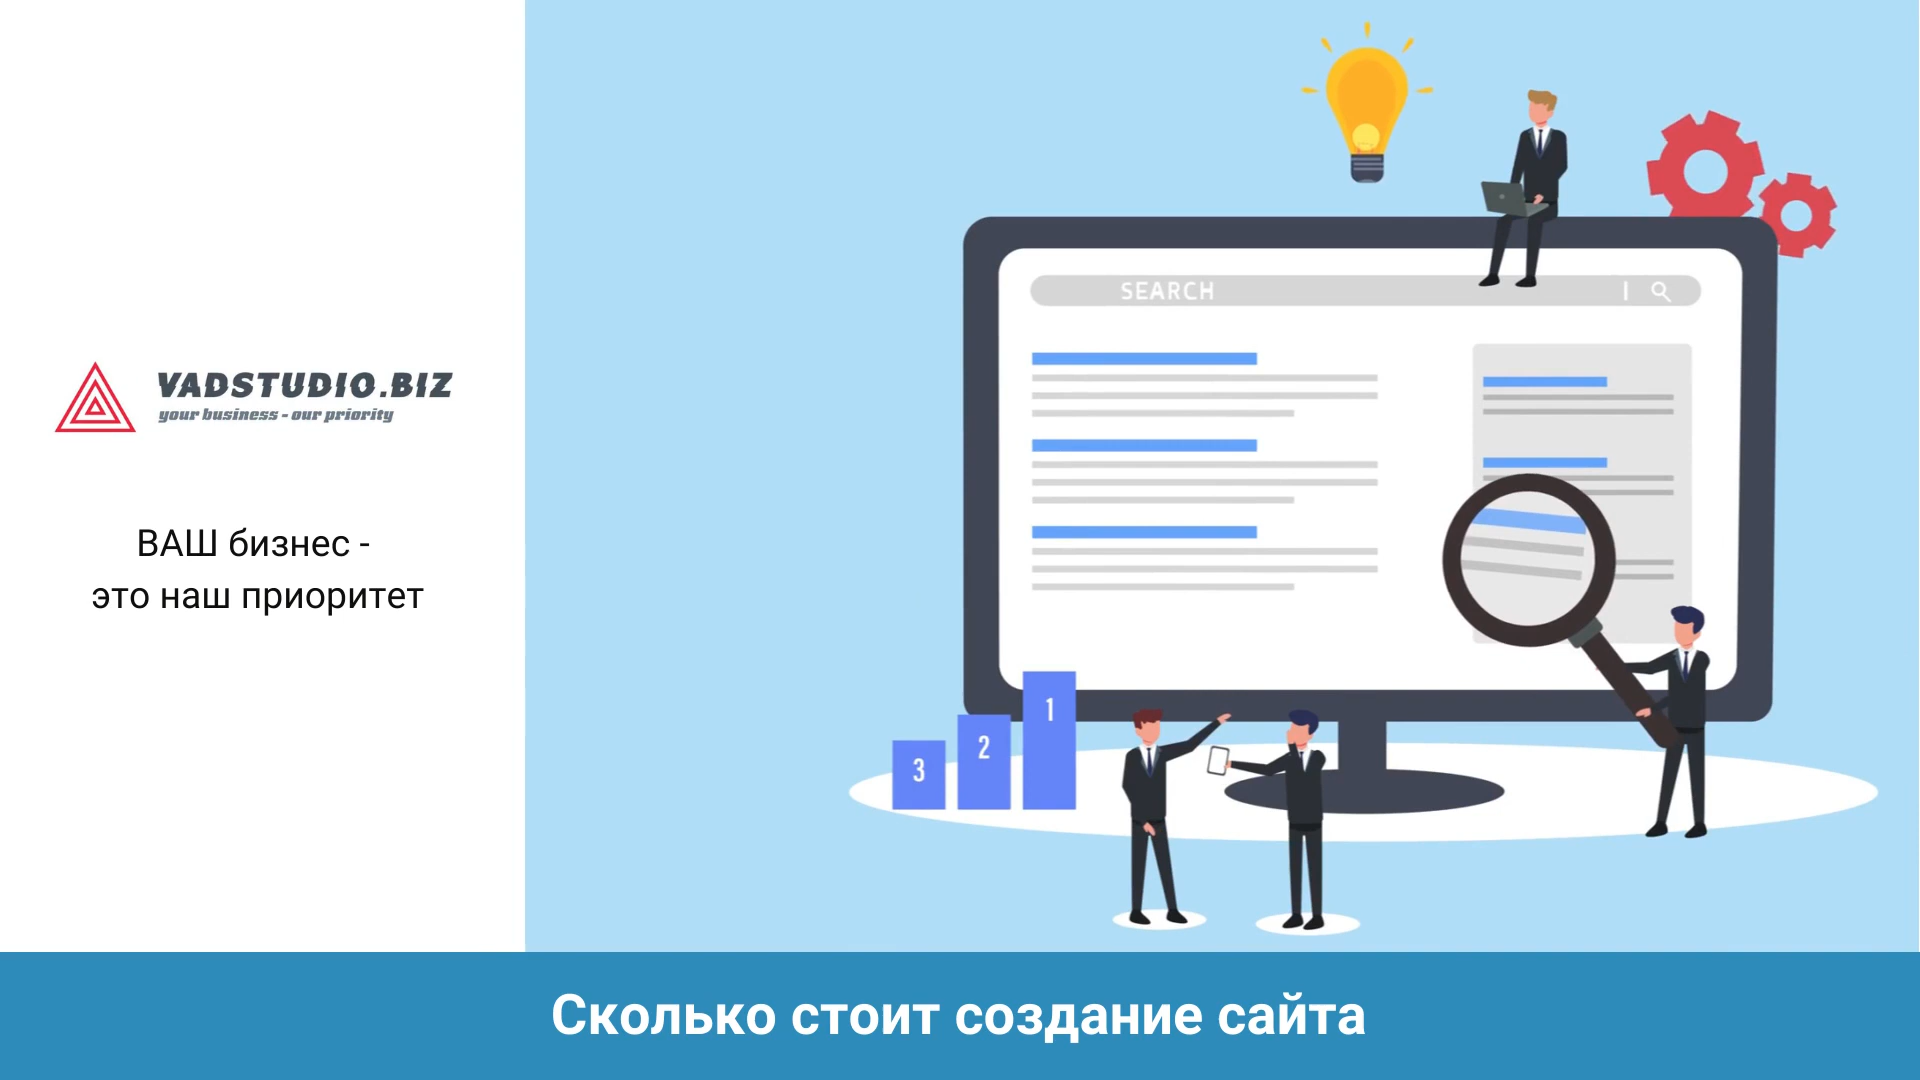 VADSTUDIO.BIZ
your business - our priority
ВАШ бизнес -
это наш приоритет
SEARCH
1
2
3
Сколько стоит создание сайта